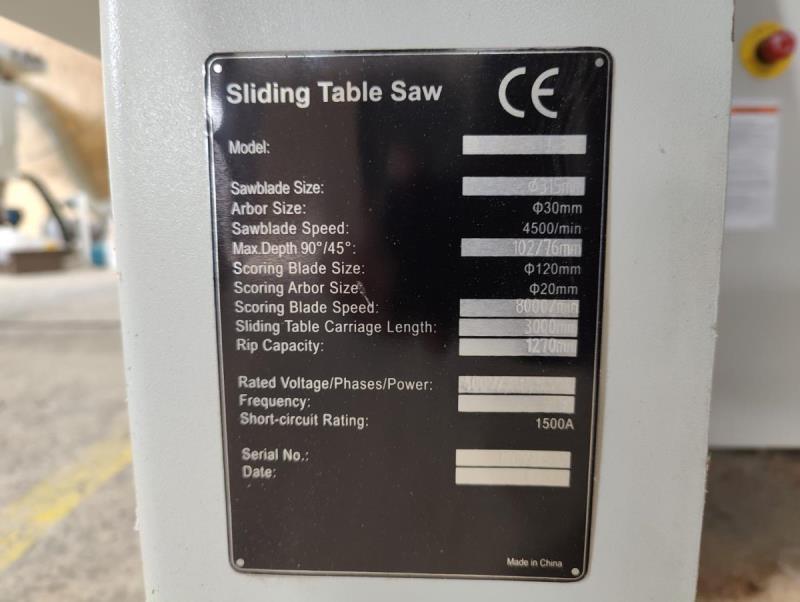 Sliding Table Saw CE
Model:
Sawblade Size: Φ315mm
Arbor Size: Φ30mm
Sawblade Speed: 4500/min
Max.Depth 90°/45°: 102/76mm
Scoring Blade Size: Φ120mm
Scoring Arbor Size: Φ20mm
Scoring Blade Speed: 8000/min
Sliding Table Carriage Length: 3000mm
Rip Capacity: 1270mm
Rated Voltage/Phases/Power:
Frequency:
Short-circuit Rating: 1500A
Serial No.:
Date:
Made in China